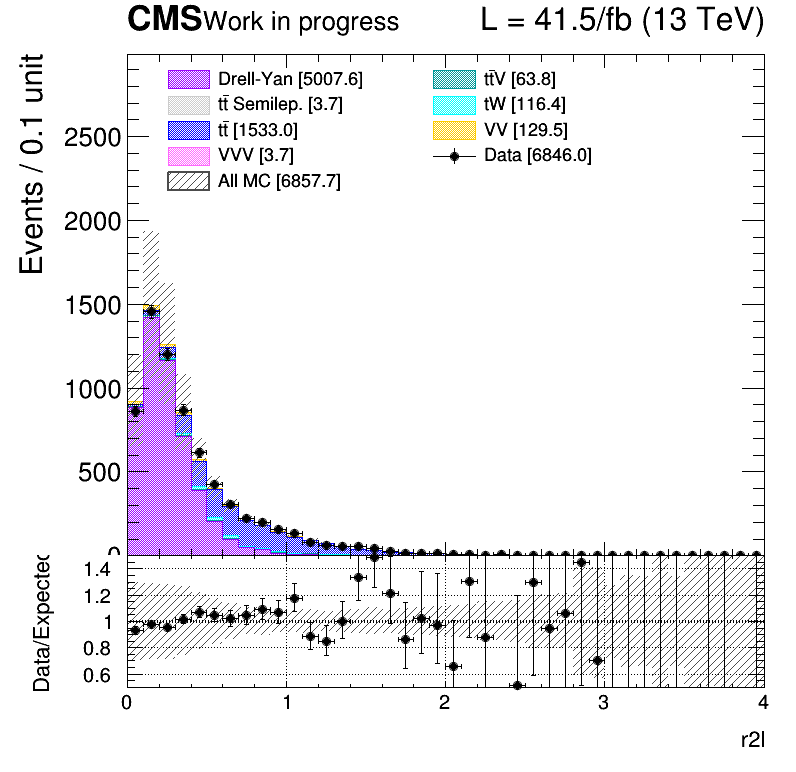 CMS Work in progress L = 41.5/fb (13 TeV)
Events / 0.1 unit
Drell-Yan [5007.6]
tt̄ Semilep. [3.7]
tt̄ [1533.0]
VVV [3.7]
All MC [6857.7]
tt̄V [63.8]
tW [116.4]
VV [129.5]
Data [6846.0]
2500
2000
1500
1000
500
0
Data/Expected
1.4
1.2
1
0.8
0.6
0 1 2 3 4
r2l